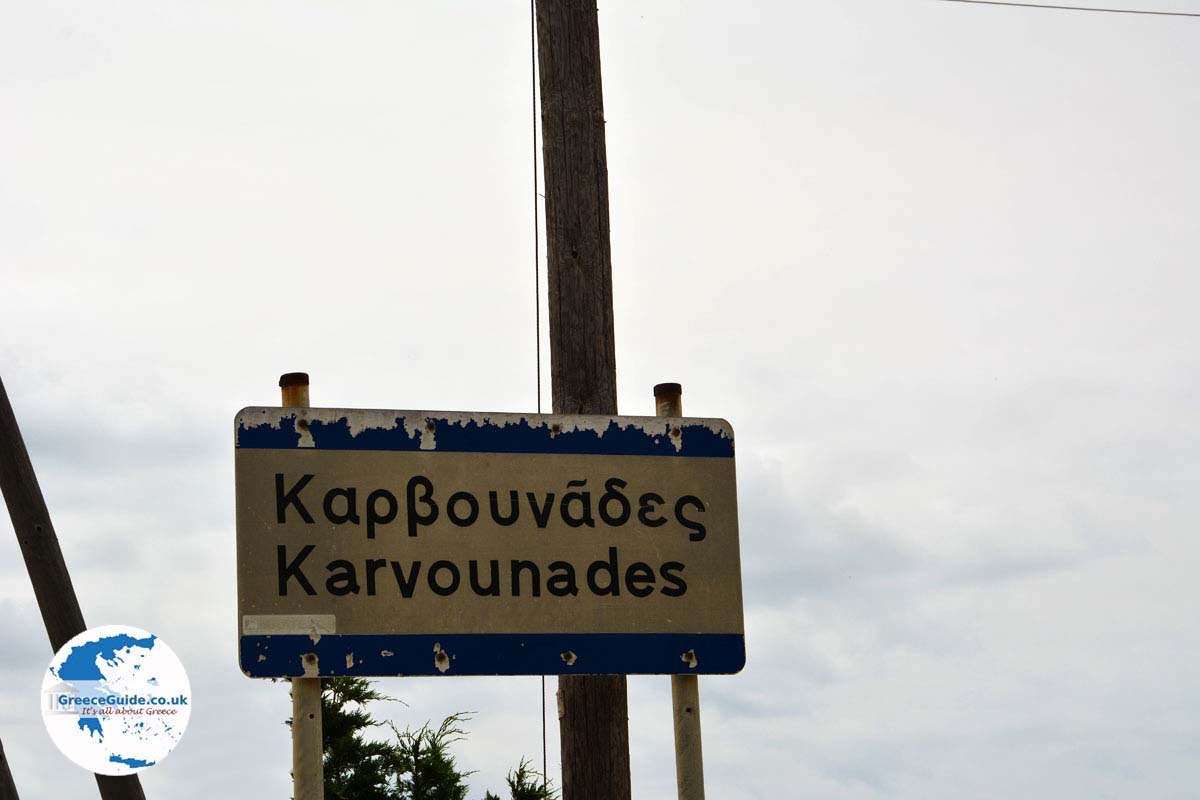 Καρβουνᾶδες
Karvounades
GreeceGuide.co.uk
It's all about Greece